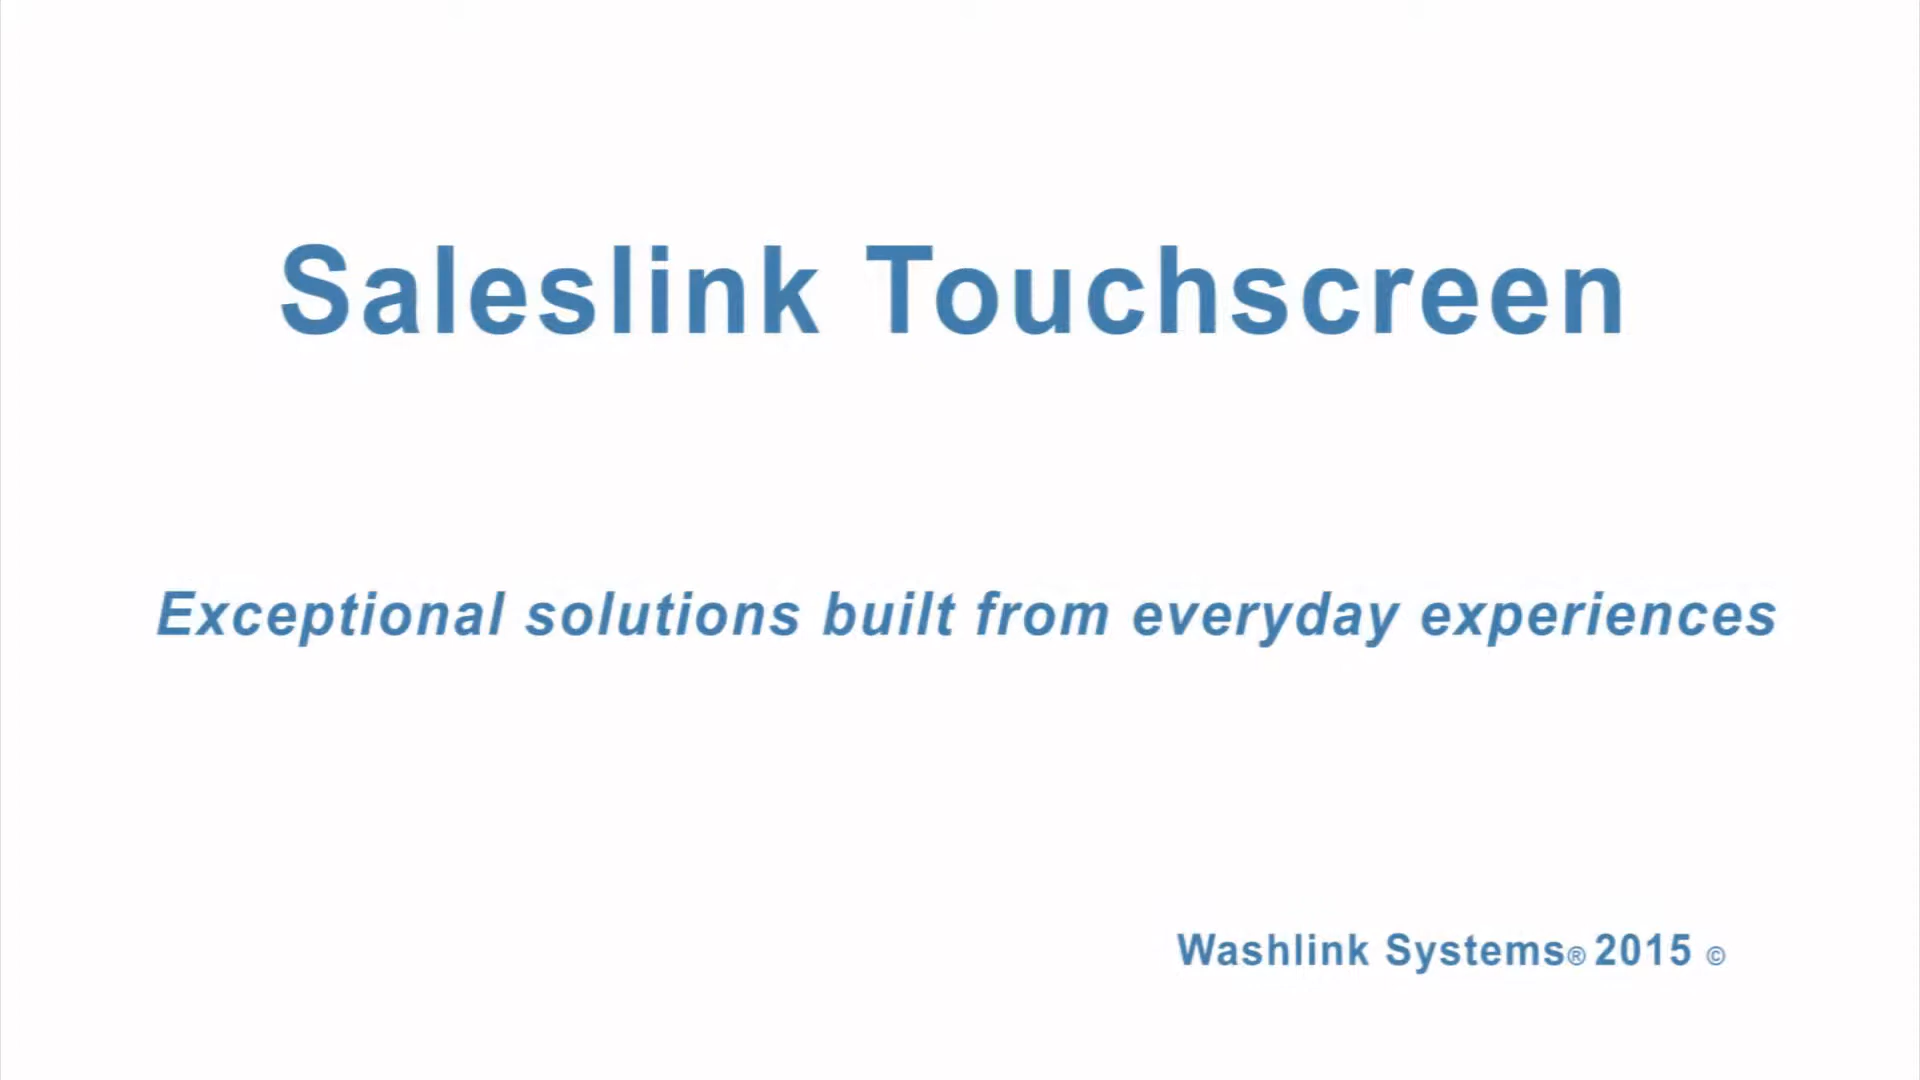 Saleslink Touchscreen
Exceptional solutions built from everyday experiences
Washlink Systems® 2015 ©